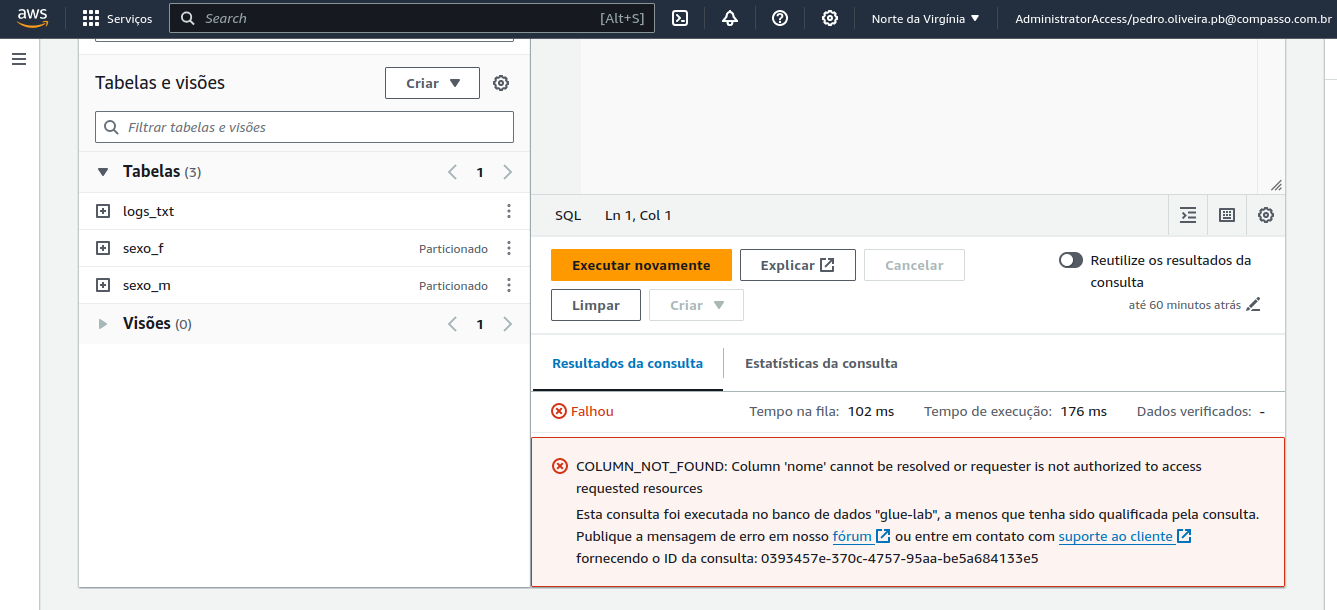 aws
Serviços
Search
[Alt+S]
Norte da Virgínia
AdministratorAccess/pedro.oliveira.pb@compasso.com.br
Tabelas e visões
Criar
Filtrar tabelas e visões
Tabelas (3)
1
logs_txt
sexo_f
Particionado
sexo_m
Particionado
Visões (0)
1
SQL
Ln 1, Col 1
Executar novamente
Explicar
Cancelar
Limpar
Criar
Reutilize os resultados da
consulta
até 60 minutos atrás
Resultados da consulta
Estatísticas da consulta
Falhou
Tempo na fila: 102 ms
Tempo de execução: 176 ms
Dados verificados: -
COLUMN_NOT_FOUND: Column 'nome' cannot be resolved or requester is not authorized to access
requested resources
Esta consulta foi executada no banco de dados "glue-lab", a menos que tenha sido qualificada pela consulta.
Publique a mensagem de erro em nosso fórum ou entre em contato com suporte ao cliente
fornecendo o ID da consulta: 0393457e-370c-4757-95aa-be5a684133e5